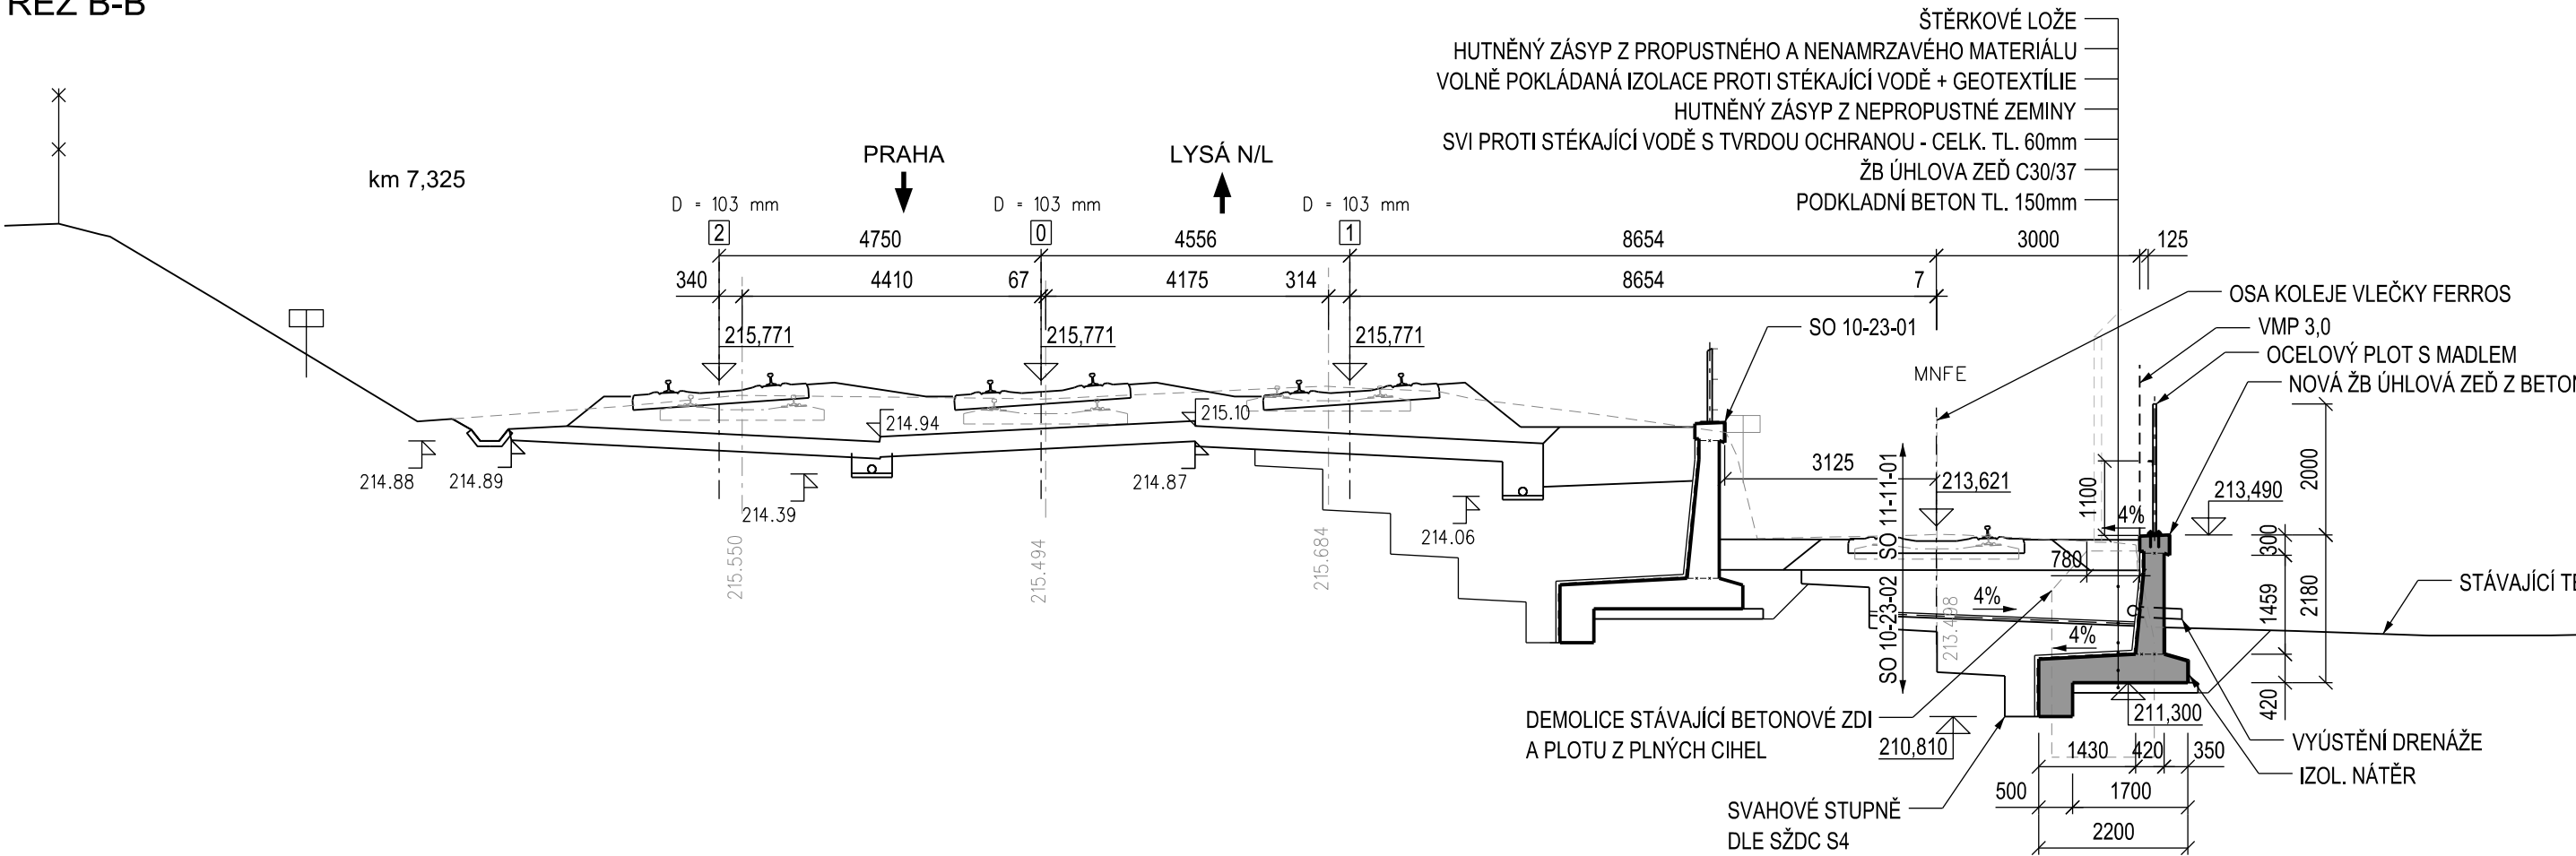 ŘEZ B-B
ŠTĚRKOVÉ LOŽE
HUTNĚNÝ ZÁSYP Z PROPUSTNÉHO A NENAMRZAVÉHO MATERIÁLU
VOLNĚ POKLÁDANÁ IZOLACE PROTI STÉKAJÍCÍ VODĚ + GEOTEXTÍLIE
HUTNĚNÝ ZÁSYP Z NEPROPUSTNÉ ZEMINY
SVI PROTI STÉKAJÍCÍ VODĚ S TVRDOU OCHRANOU - CELK. TL. 60mm
ŽB ÚHLOVA ZEĎ C30/37
PODKLADNÍ BETON TL. 150mm
km 7,325
PRAHA
LYSÁ N/L
D = 103 mm
D = 103 mm
D = 103 mm
2
0
1
4750
4556
8654
3000
125
340
4410
67
4175
314
8654
7
215,771
215,771
215,771
SO 10-23-01
OSA KOLEJE VLEČKY FERROS
VMP 3,0
OCELOVÝ PLOT S MADLEM
NOVÁ ŽB ÚHLOVÁ ZEĎ Z
MNFE
214.94
215.10
214.88
214.89
214.39
214.87
214.06
215.550
215.494
215.684
3125
SO 11-11-01
SO 10-23-02
213,621
213.498
1100
4%
213,490
2000
300
1459
2180
420
780
4%
4%
STÁVAJÍCÍ
DEMOLICE STÁVAJÍCÍ BETONOVÉ ZDI
A PLOTU Z PLNÝCH CIHEL
210,810
211,300
1430
420
350
500
1700
2200
VYÚSTĚNÍ DRENÁŽE
IZOL. NÁTĚR
SVAHOVÉ STUPNĚ
DLE SŽDC S4